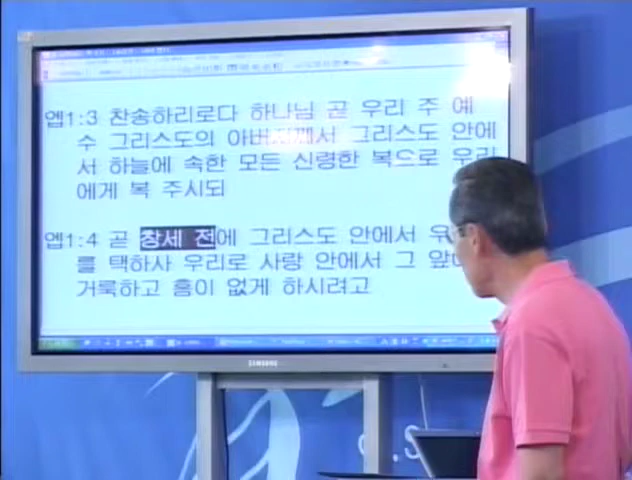 엡1:3 찬송하리로다 하나님 곧 우리 주 예
수 그리스도의 아버지께서 그리스도 안에
서 하늘에 속한 모든 신령한 복으로 우리
에게 복 주시되
엡1:4 곧 창세 전에 그리스도 안에서
를 택하사 우리로 사랑 안에서 그
거룩하고 흠이 없게 하시려고
SAMSUNG